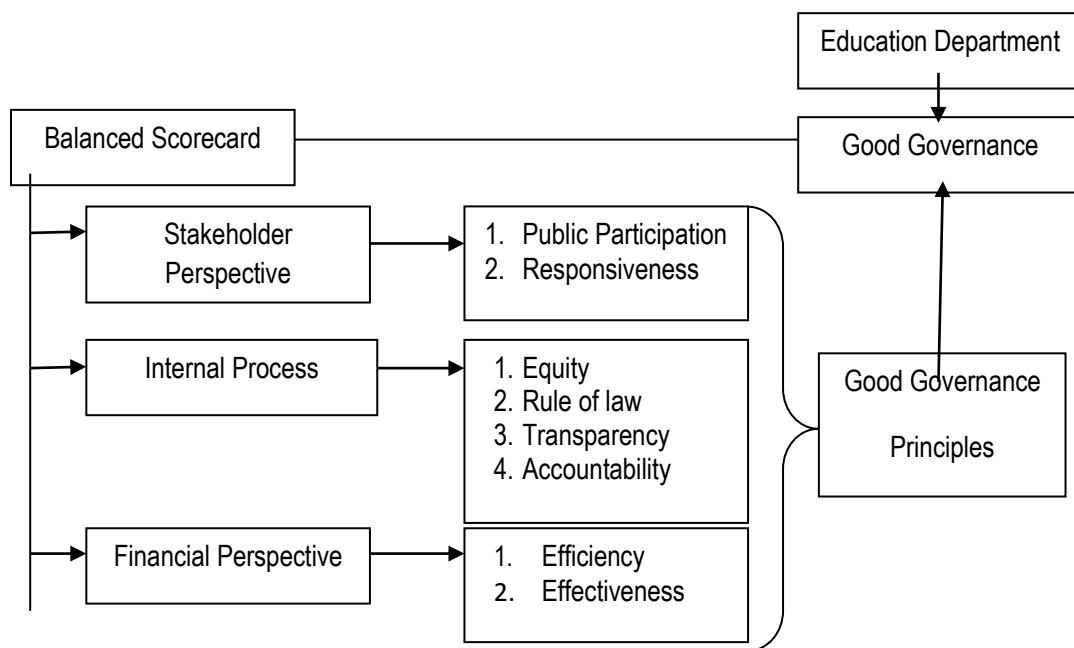 Education Department
Balanced Scorecard
Good Governance
Stakeholder
Perspective
1. Public Participation
2. Responsiveness
Internal Process
1. Equity
2. Rule of law
3. Transparency
4. Accountability
Good Governance
Principles
Financial Perspective
1. Efficiency
2. Effectiveness